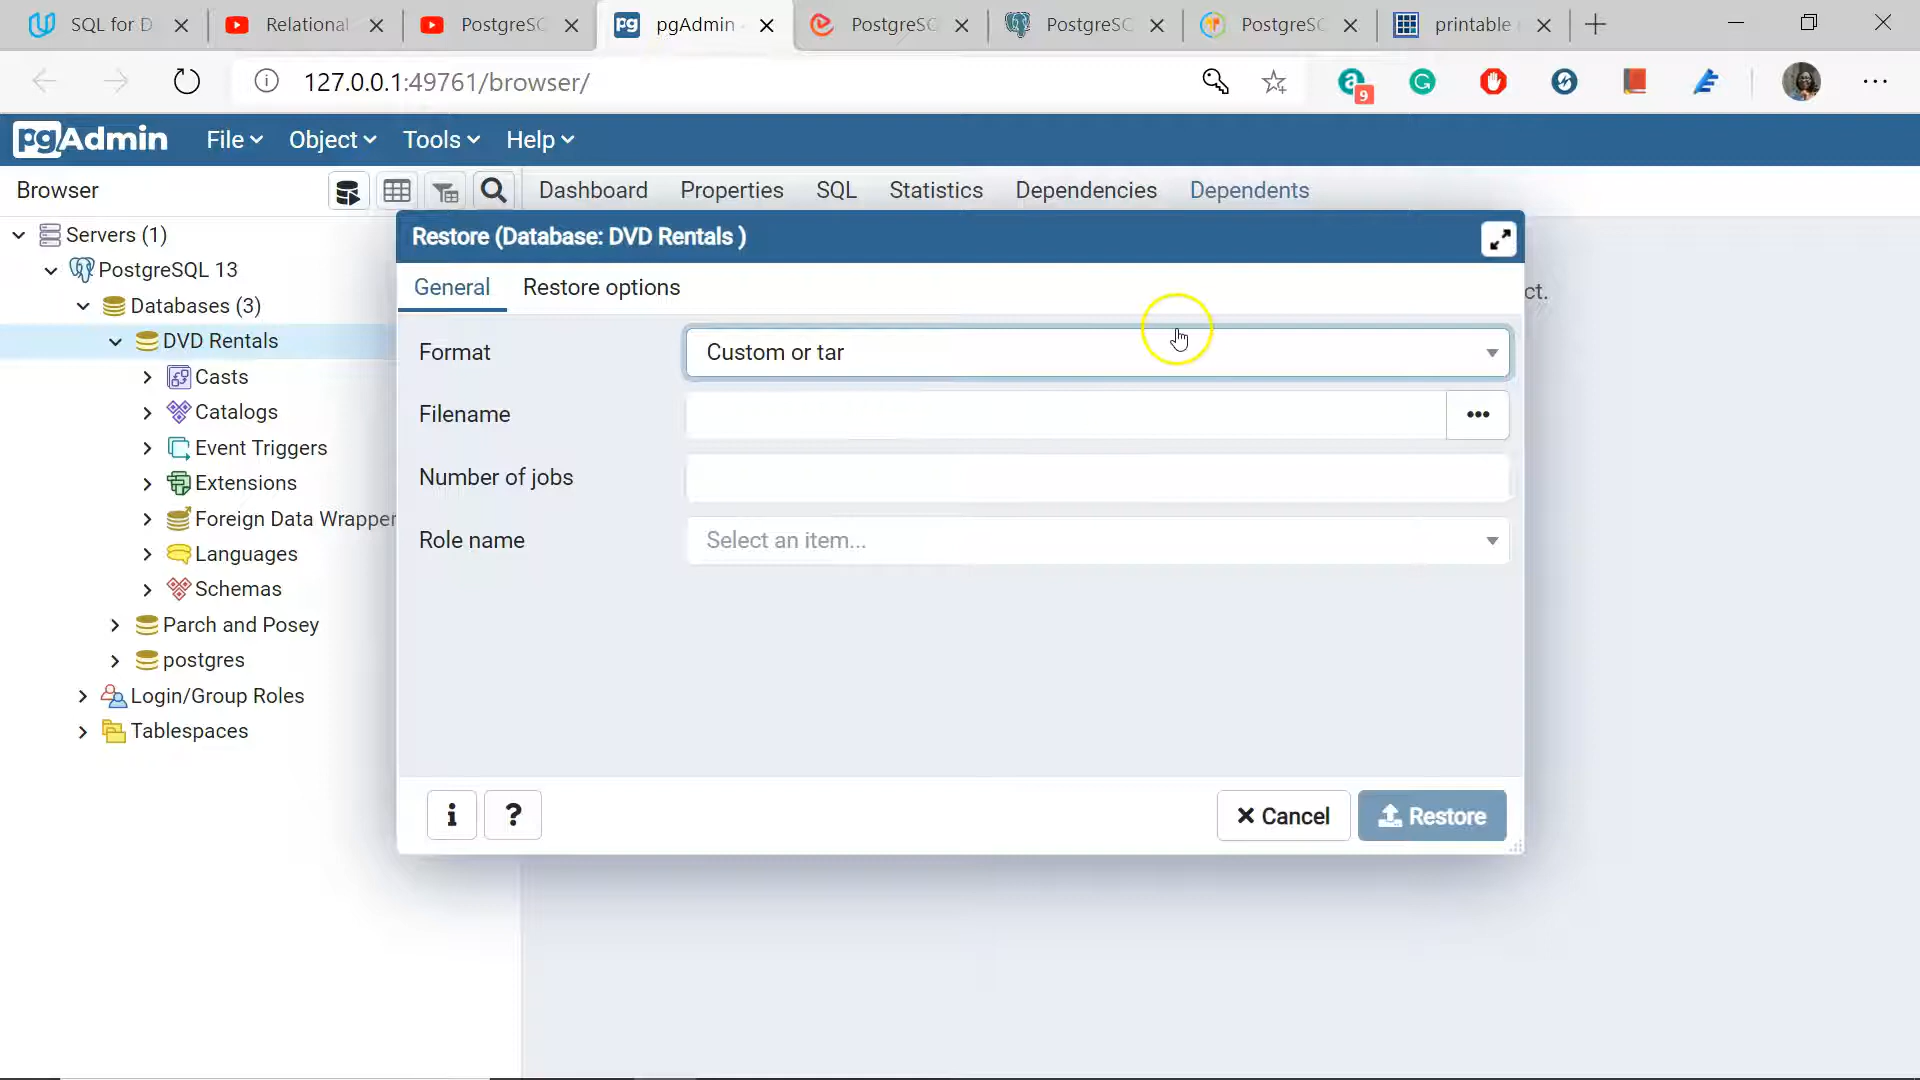 SQL for D
Relational
PostgreSQ
pgAdmin
PostgreSQ
PostgreSQ
PostgreSQ
printable
127.0.0.1:49761/browser/
9
pgAdmin
File
Object
Tools
Help
Browser
Dashboard
Properties
SQL
Statistics
Dependencies
Dependents
Servers (1)
PostgreSQL 13
Databases (3)
DVD Rentals
Casts
Catalogs
Event Triggers
Extensions
Foreign Data Wrapper
Languages
Schemas
Parch and Posey
postgres
Login/Group Roles
Tablespaces
Restore (Database: DVD Rentals )
General
Restore options
ct.
Format
Custom or tar
Filename
•••
Number of jobs
Role name
Select an item...
i
?
Cancel
Restore